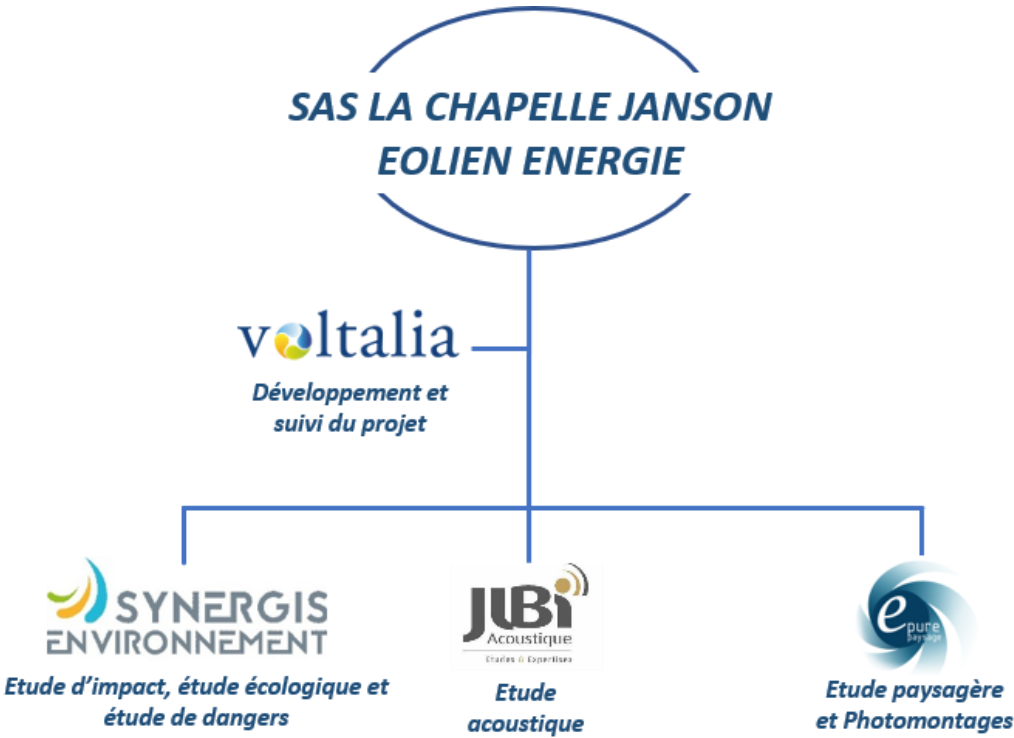 SAS LA CHAPELLE JANSON
EOLIEN ENERGIE
voltalia
Développement et
suivi du projet
SYNERGIS
ENVIRONNEMENT
Etude d’impact, étude écologique et
étude de dangers
JLBi
Acoustique
Etudes & Expertises
Etude
acoustique
epure
paysage
Etude paysagère
et Photomontages